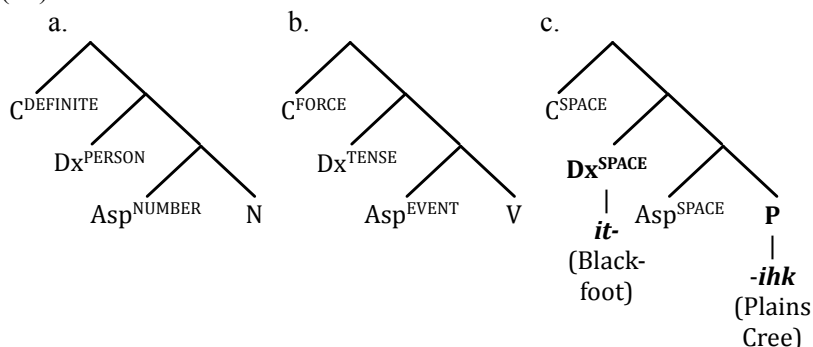 a. b. c.
C^DEFINITE C^FORCE C^SPACE
Dx^PERSON Dx^TENSE Dx^SPACE
Asp^NUMBER N Asp^EVENT V Asp^SPACE P
it-
(Black-
foot)
-ihk
(Plains
Cree)